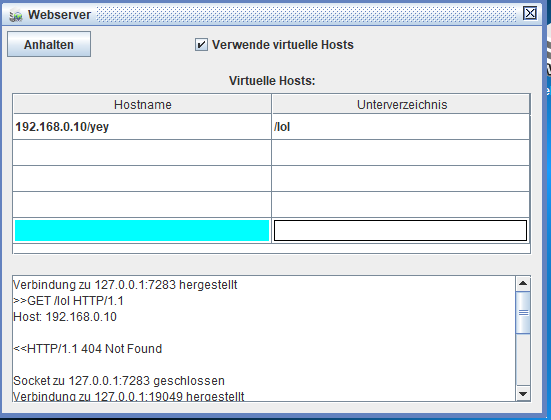 Webserver
Anhalten
Verwende virtuelle Hosts
Virtuelle Hosts:
Hostname Unterverzeichnis
192.168.0.10/yey /lol
Verbindung zu 127.0.0.1:7283 hergestellt
>>GET /lol HTTP/1.1
Host: 192.168.0.10
<<HTTP/1.1 404 Not Found
Socket zu 127.0.0.1:7283 geschlossen
Verbindung zu 127.0.0.1:19049 hergestellt